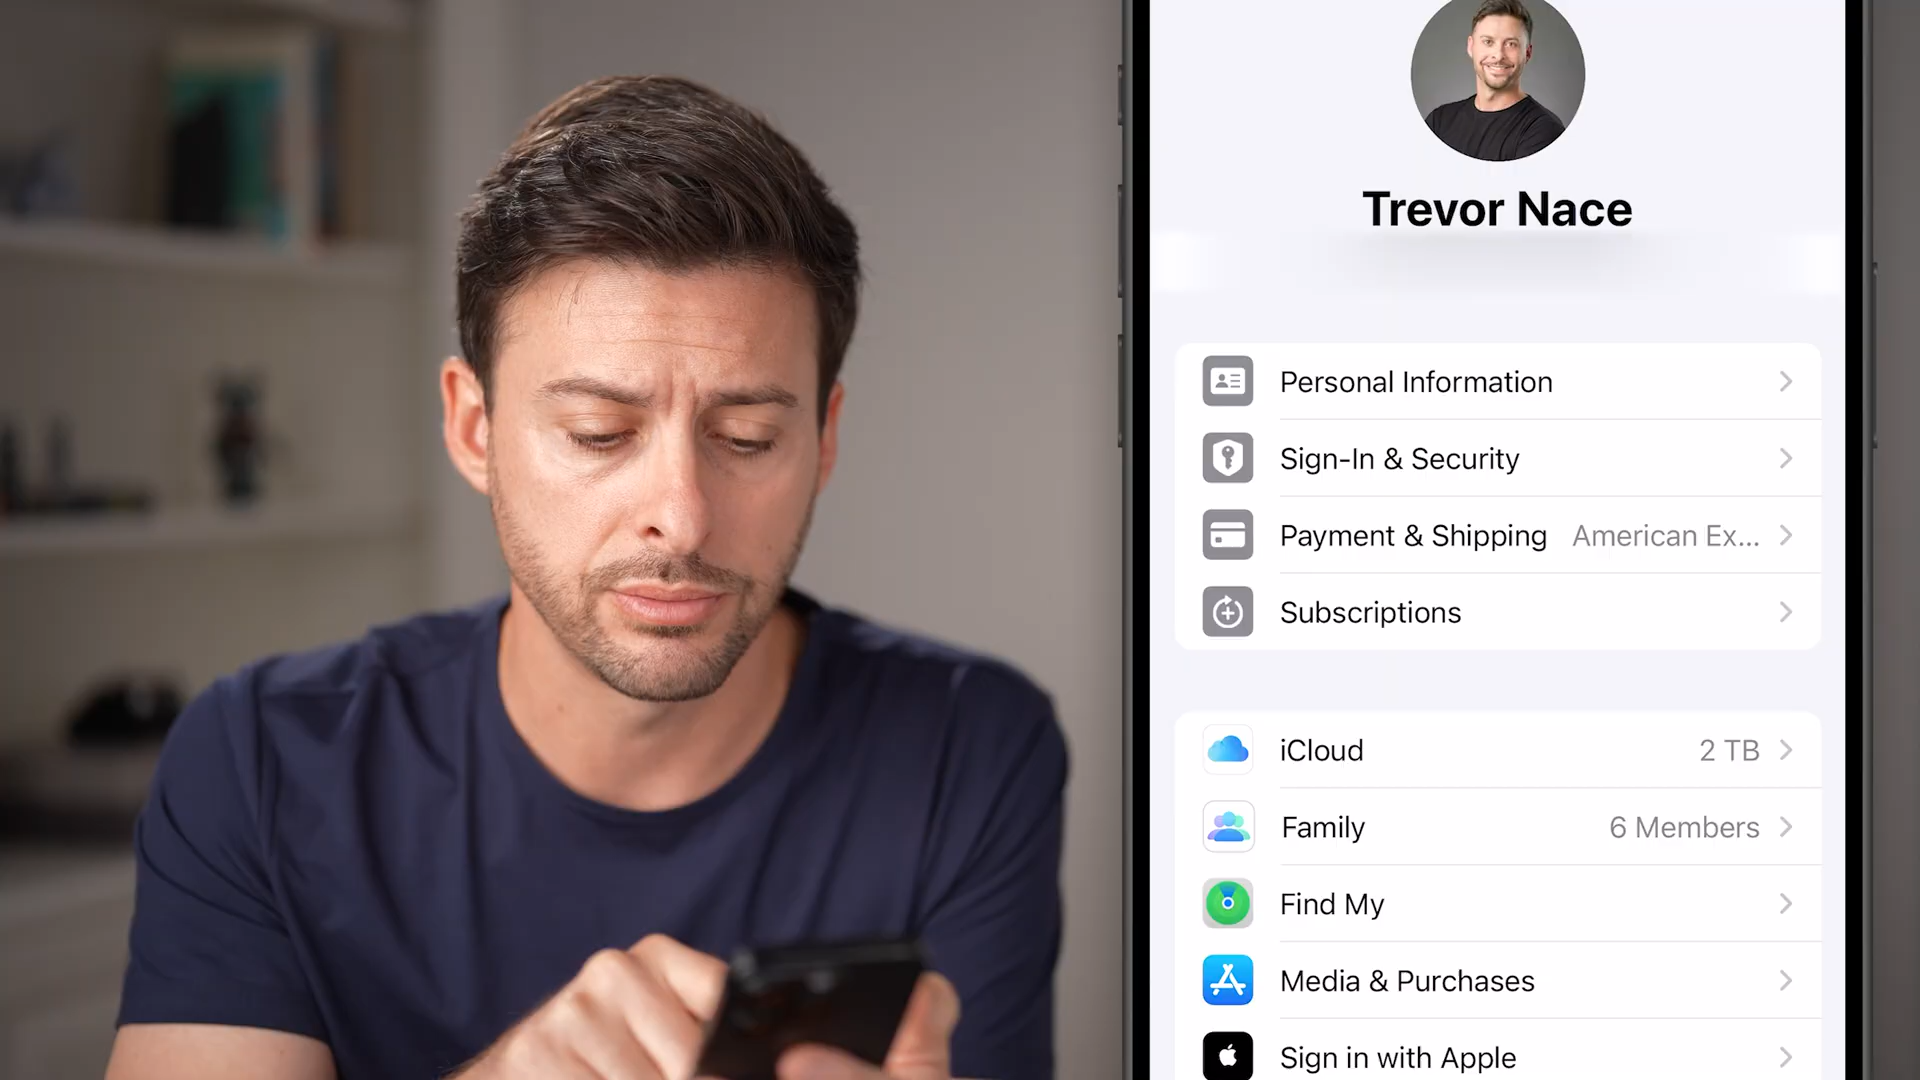 Trevor Nace
Personal Information
Sign-In & Security
Payment & Shipping American Ex...
Subscriptions
iCloud 2 TB
Family 6 Members
Find My
Media & Purchases
Sign in with Apple